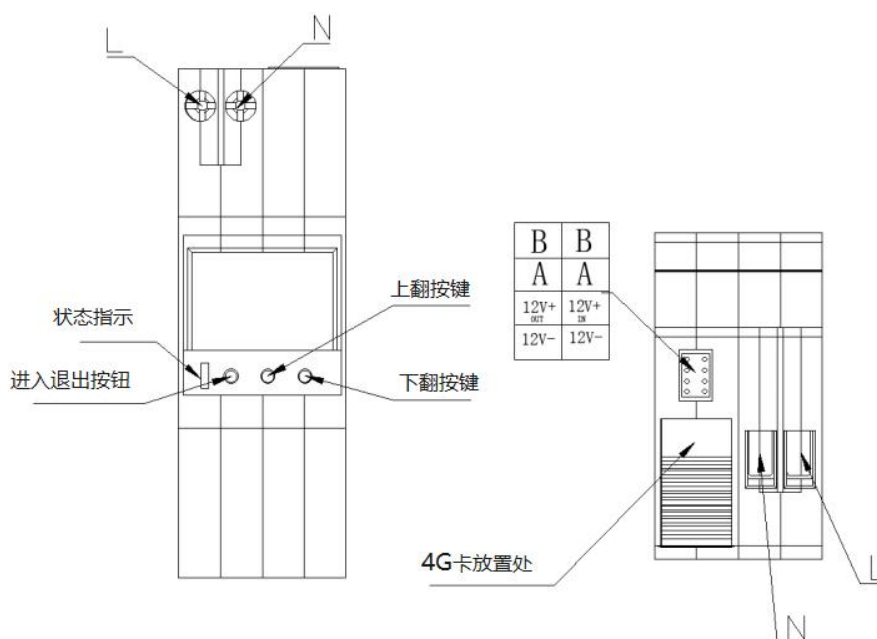 L
N
状态指示
进入退出按钮
上翻按键
下翻按键
B B
A A
12V+ 12V+
OUT IN
12V- 12V-
4G卡放置处
N
L